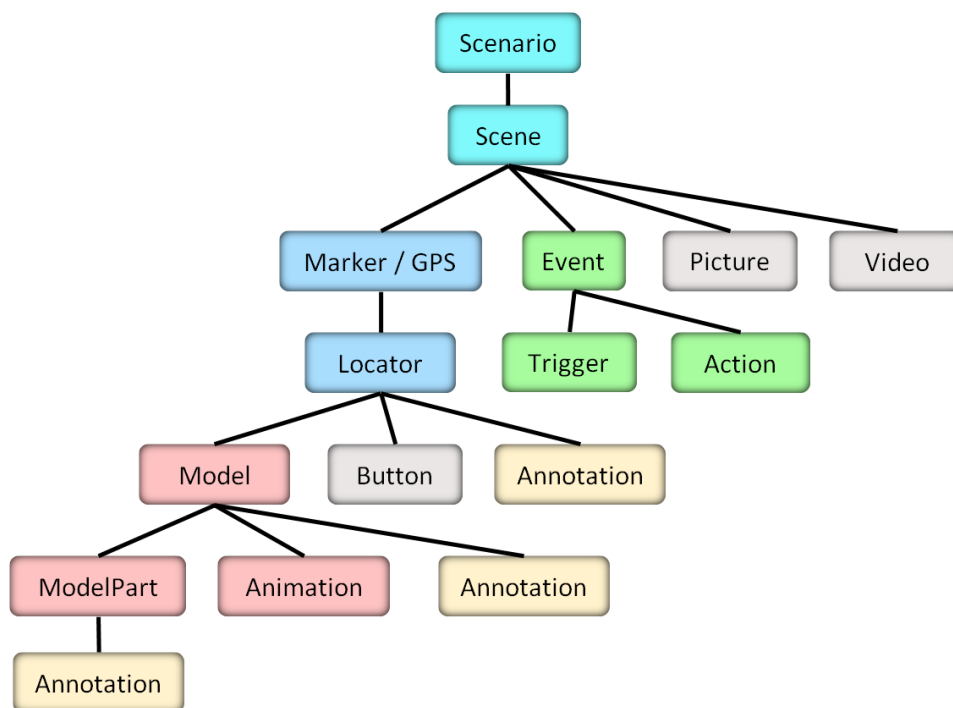 Scenario
Scene
Marker / GPS
Event
Picture
Video
Locator
Trigger
Action
Model
Button
Annotation
ModelPart
Animation
Annotation
Annotation